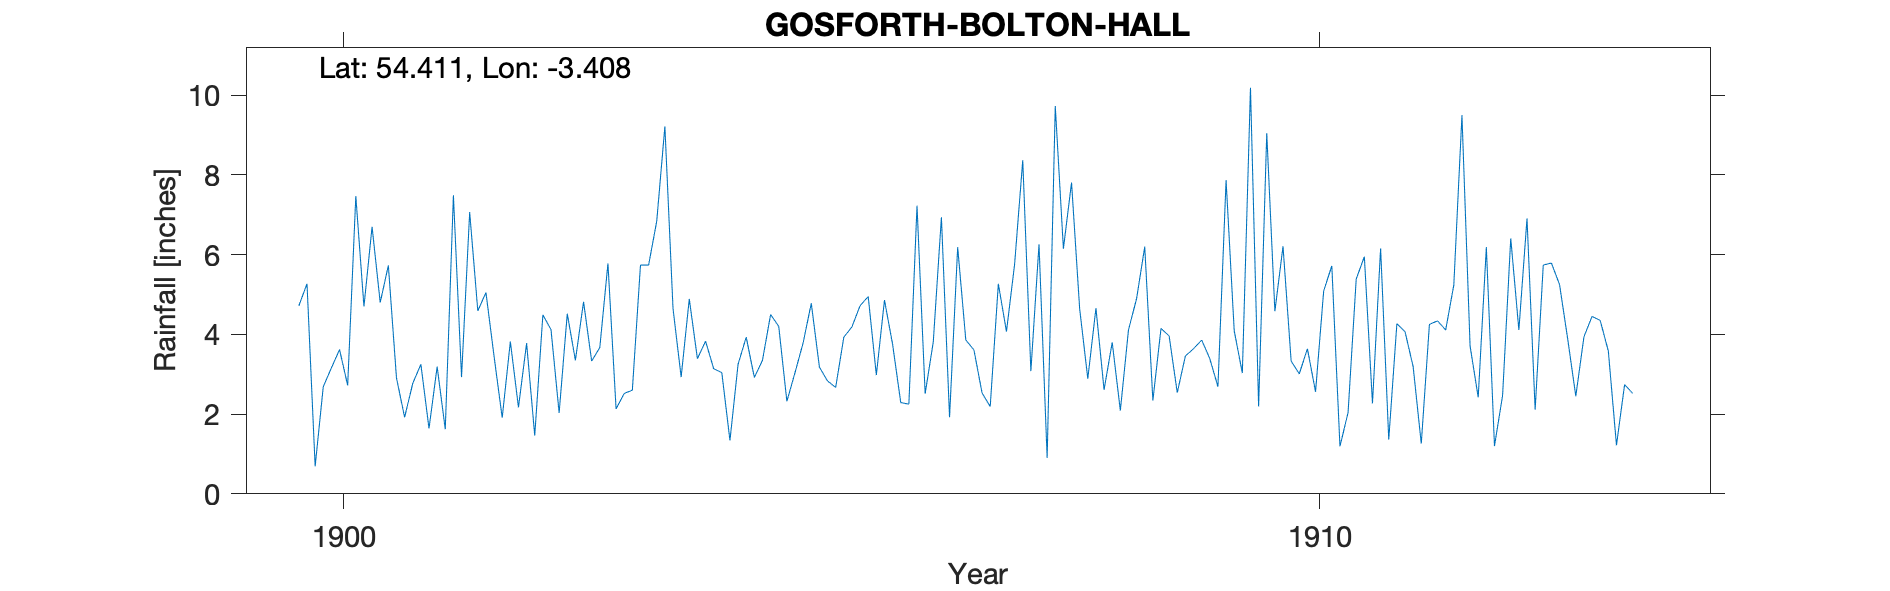 GOSFORTH-BOLTON-HALL
Lat: 54.411, Lon: -3.408
10
8
6
4
2
0
Rainfall [inches]
1900
1910
Year